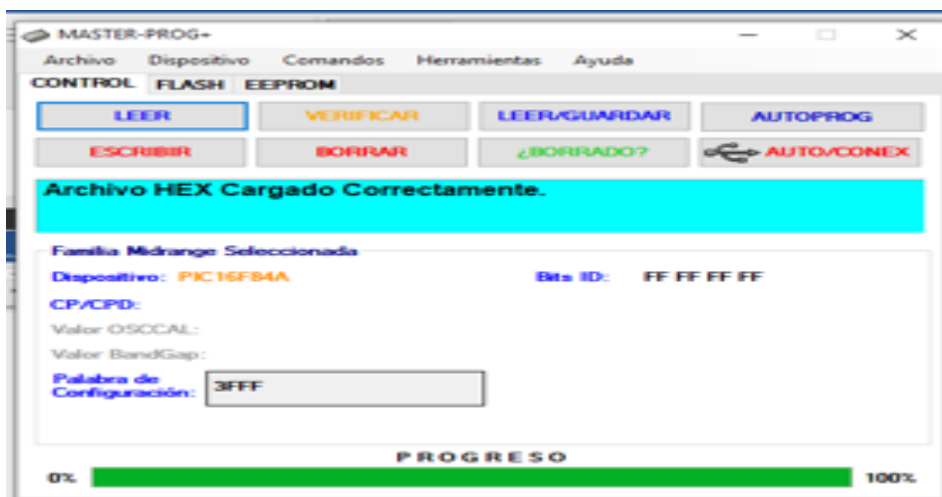 MASTER-PROG+
Archivo Dispositivo Comandos Herramientas Ayuda
CONTROL FLASH EEPROM
LEER VERIFICAR LEER/GUARDAR AUTOPROG
ESCRIBIR BORRAR ¿BORRADO? AUTO/CONEX
Archivo HEX Cargado Correctamente.
Familia Midrange Seleccionada
Dispositivo: PIC16F84A Bits ID: FF FF FF FF
CP/CPD:
Valor OSCCAL:
Valor BandGap:
Palabra de
Configuración: 3FFF
PROGRESO
0% 100%